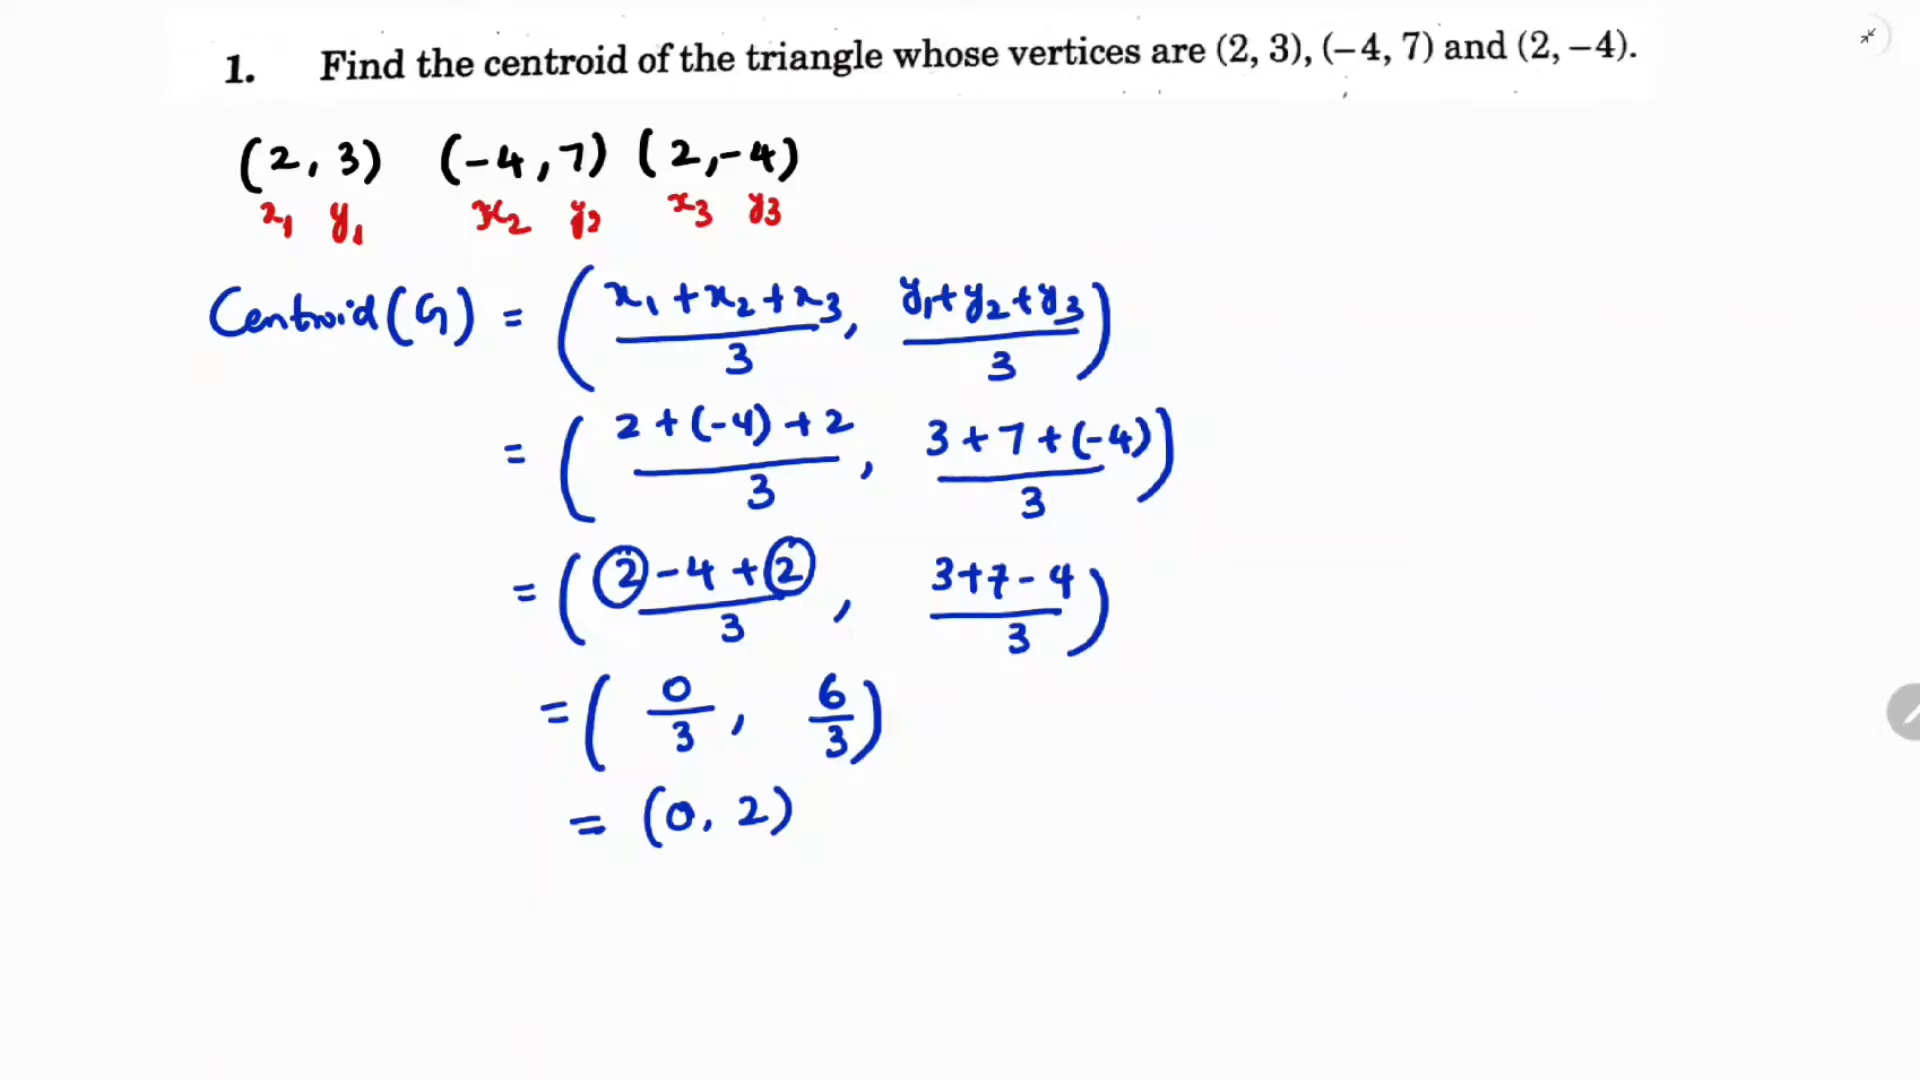 1. Find the centroid of the triangle whose vertices are (2, 3), (–4, 7) and (2, –4).
(2, 3) (-4, 7) (2, -4)
x₁ y₁ x₂ y₂ x₃ y₃
Centroid (G) = ( (x₁ + x₂ + x₃)/3 , (y₁ + y₂ + y₃)/3 )
= ( (2 + (-4) + 2)/3 , (3 + 7 + (-4))/3 )
= ( (2 - 4 + 2)/3 , (3 + 7 - 4)/3 )
= ( 0/3 , 6/3 )
= (0, 2)